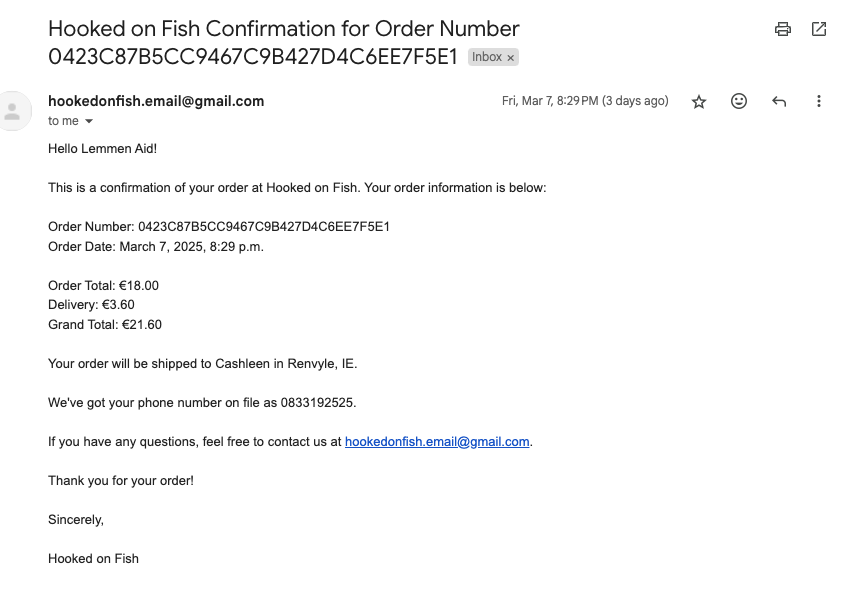 Hooked on Fish Confirmation for Order Number
0423C87B5CC9467C9B427D4C6EE7F5E1 Inbox ×
hookedonfish.email@gmail.com Fri, Mar 7, 8:29 PM (3 days ago)
to me
Hello Lemmen Aid!
This is a confirmation of your order at Hooked on Fish. Your order information is below:
Order Number: 0423C87B5CC9467C9B427D4C6EE7F5E1
Order Date: March 7, 2025, 8:29 p.m.
Order Total: €18.00
Delivery: €3.60
Grand Total: €21.60
Your order will be shipped to Cashleen in Renvyle, IE.
We've got your phone number on file as 0833192525.
If you have any questions, feel free to contact us at hookedonfish.email@gmail.com.
Thank you for your order!
Sincerely,
Hooked on Fish